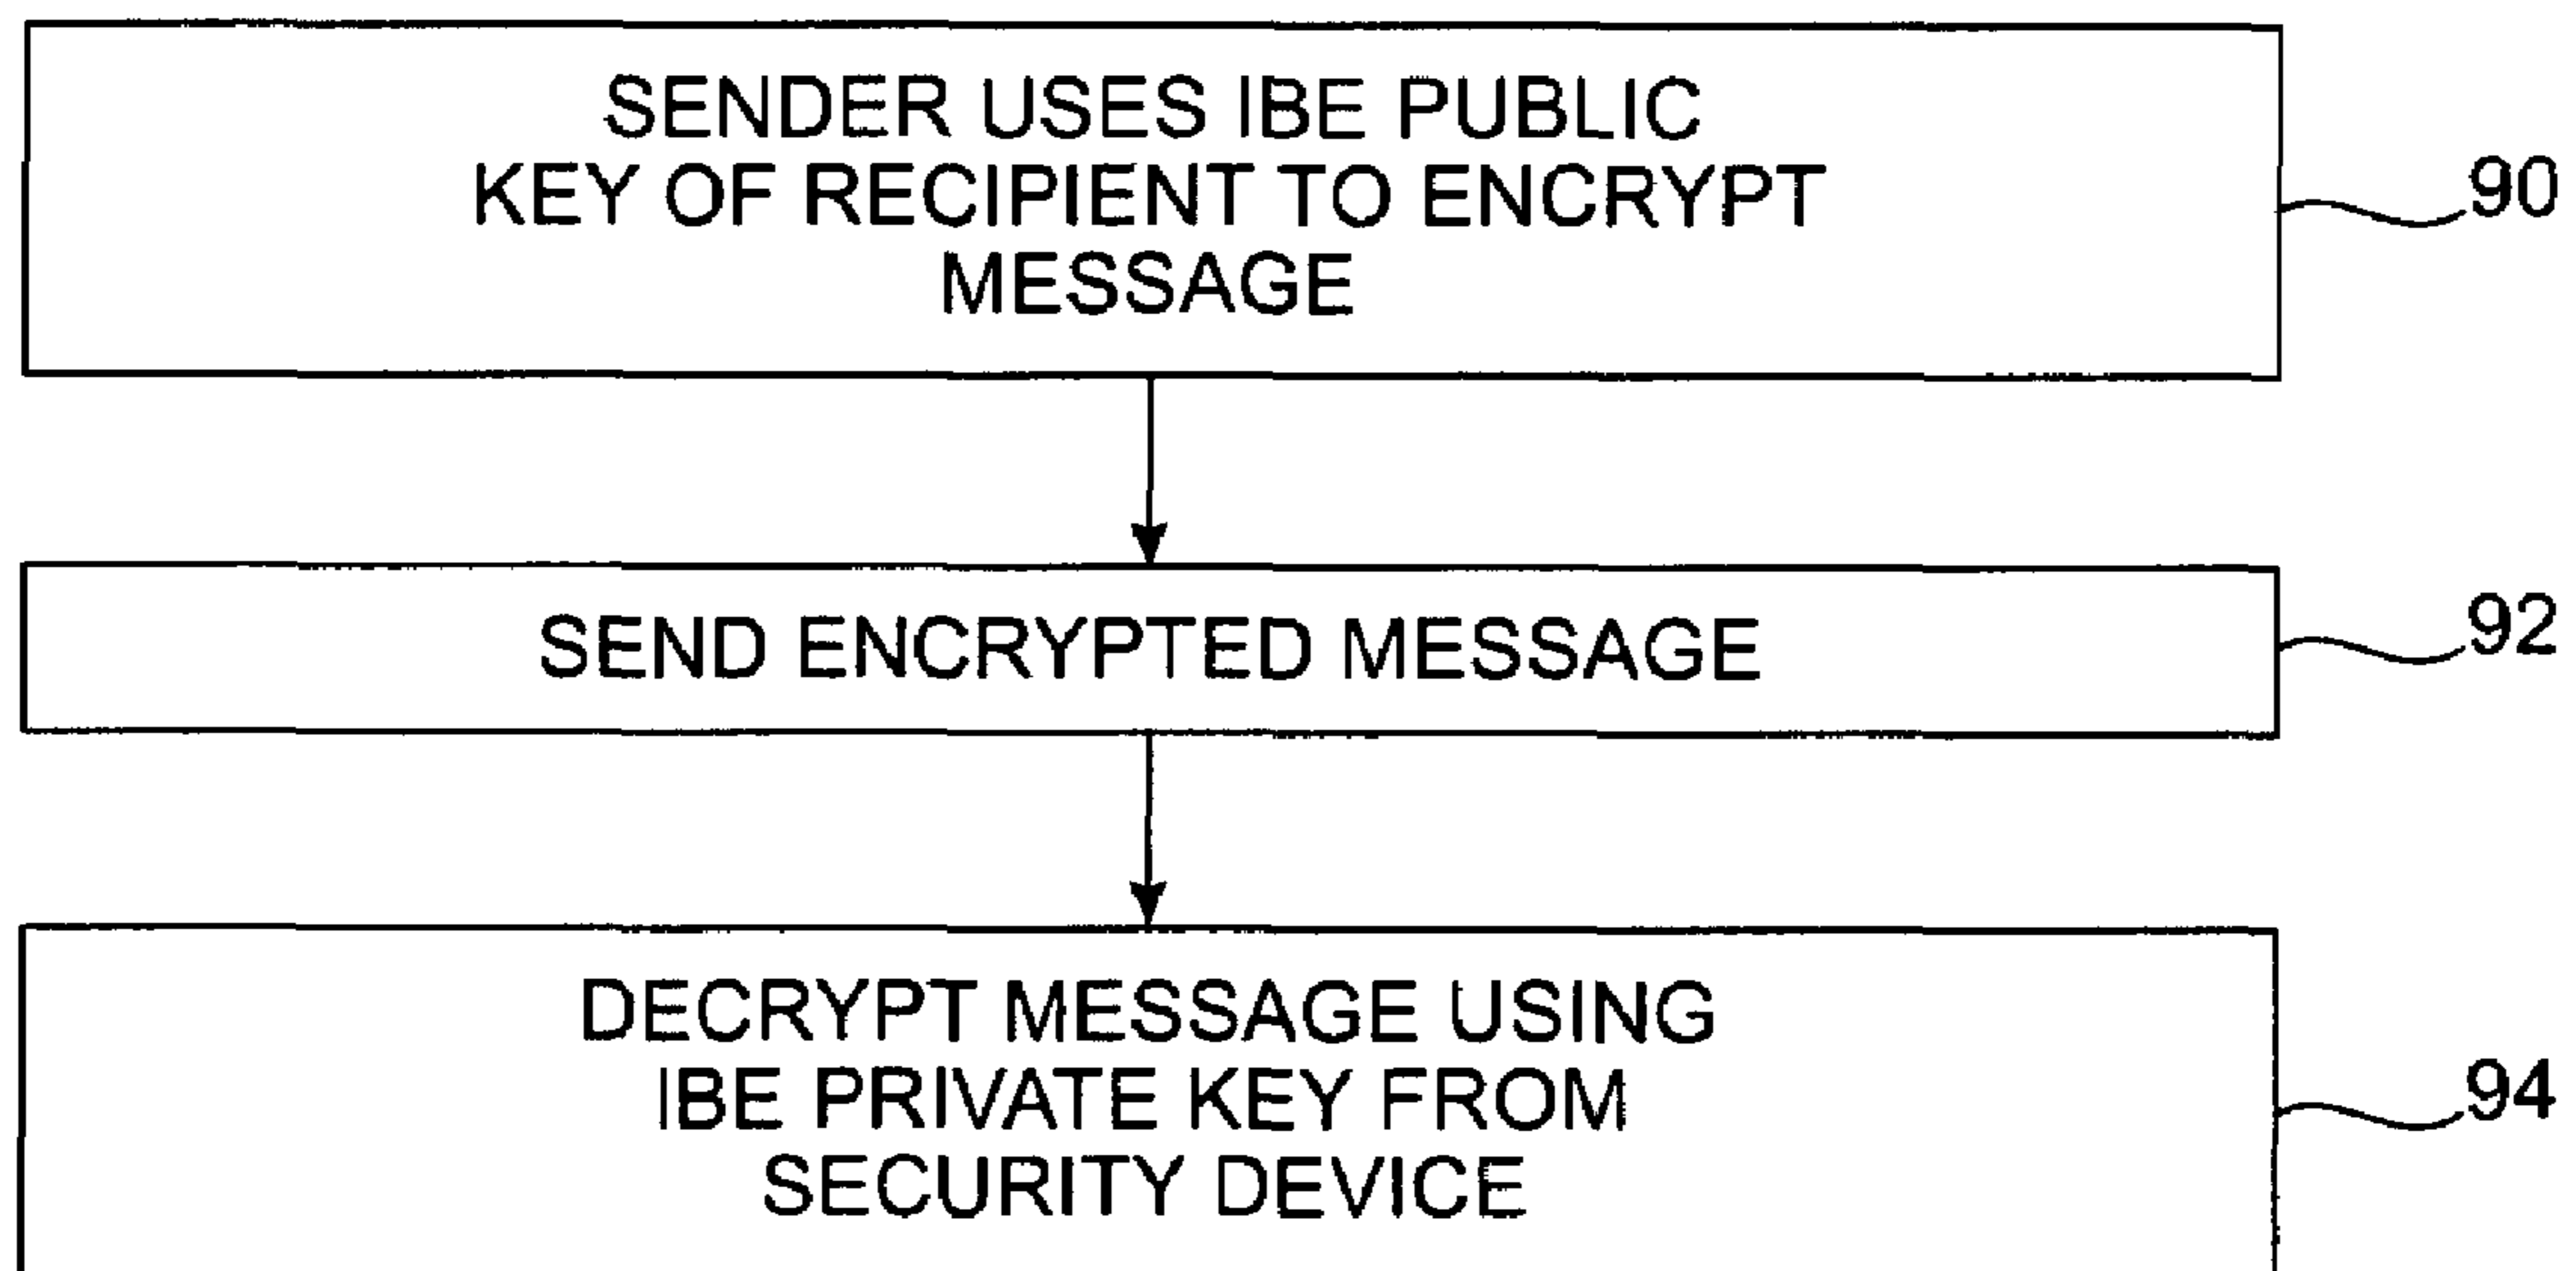 SENDER USES IBE PUBLIC
KEY OF RECIPIENT TO ENCRYPT
MESSAGE
90
SEND ENCRYPTED MESSAGE
92
DECRYPT MESSAGE USING
IBE PRIVATE KEY FROM
SECURITY DEVICE
94